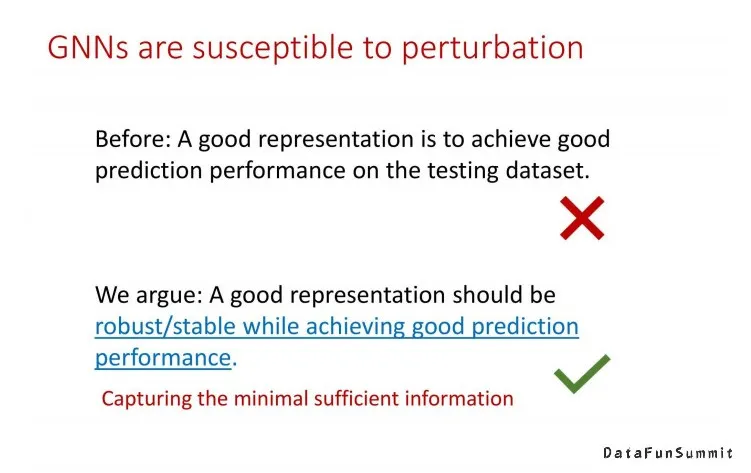 GNNs are susceptible to perturbation
Before: A good representation is to achieve good
prediction performance on the testing dataset.
We argue: A good representation should be
robust/stable while achieving good prediction
performance.
Capturing the minimal sufficient information
DataFunSummit